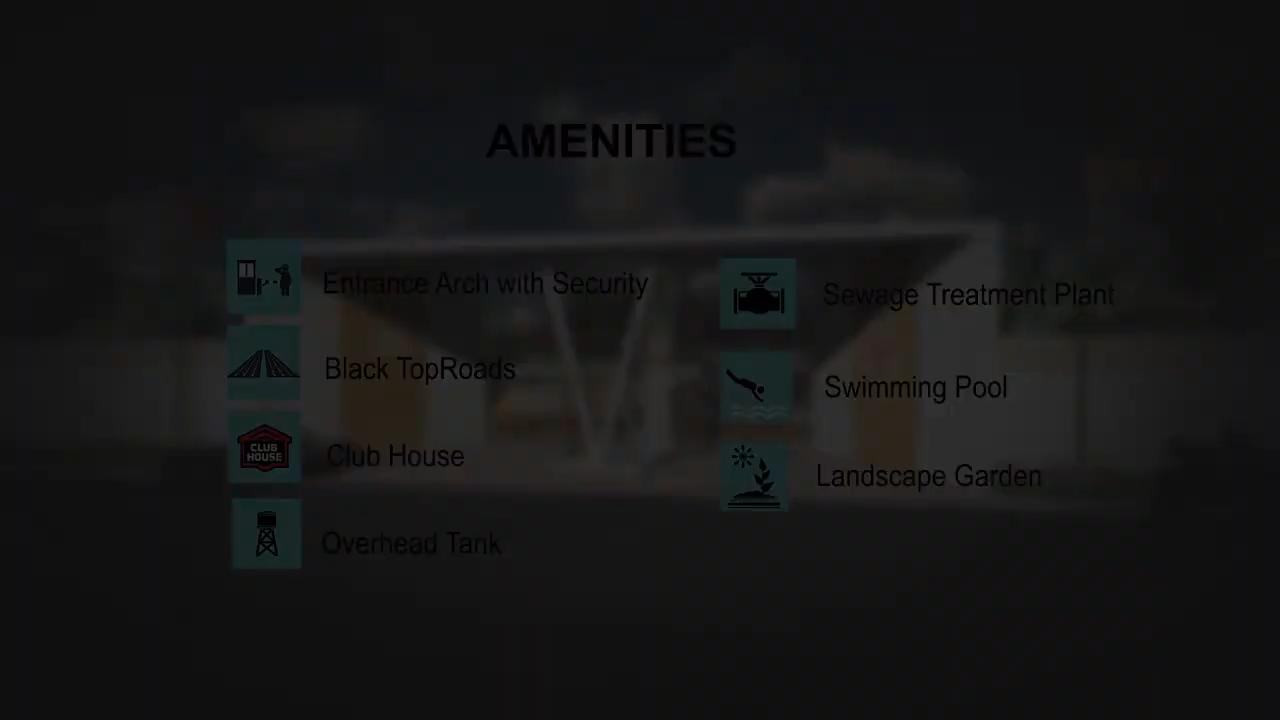 AMENITIES
Entrance Arch with Security
Black TopRoads
CLUB
HOUSE
Club House
Overhead Tank
Sewage Treatment Plant
Swimming Pool
Landscape Garden